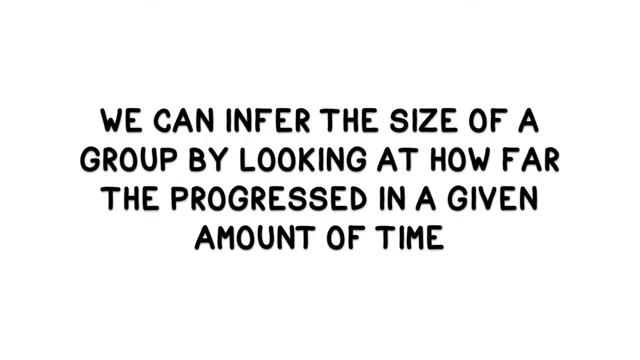 WE CAN INFER THE SIZE OF A
GROUP BY LOOKING AT HOW FAR
THE PROGRESSED IN A GIVEN
AMOUNT OF TIME